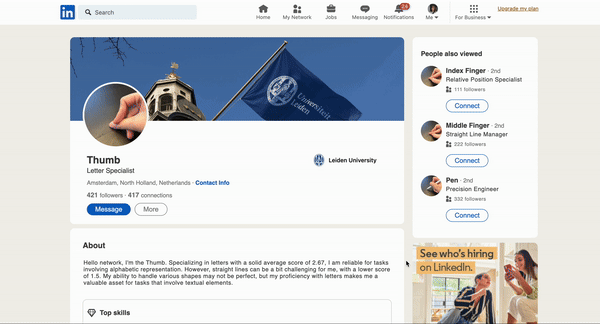 in
Search
Home
My Network
Jobs
Messaging
Notifications
Me
For Business
Upgrade my plan
Universiteit
Leiden
Thumb
Letter Specialist
Amsterdam, North Holland, Netherlands · Contact Info
421 followers · 417 connections
Message
More
Leiden University
About
Hello network, I'm the Thumb. Specializing in letters with a solid average score of 2.67, I am reliable for tasks
involving alphabetic representation. However, straight lines can be a bit challenging for me, with a lower score
of 1.5. My ability to handle various shapes may not be perfect, but my proficiency with letters makes me a
valuable asset for tasks that involve textual elements.
Top skills
People also viewed
Index Finger · 2nd
Relative Position Specialist
111 followers
Connect
Middle Finger · 2nd
Straight Line Manager
222 followers
Connect
Pen · 2nd
Precision Engineer
332 followers
Connect
See who's hiring
on LinkedIn.